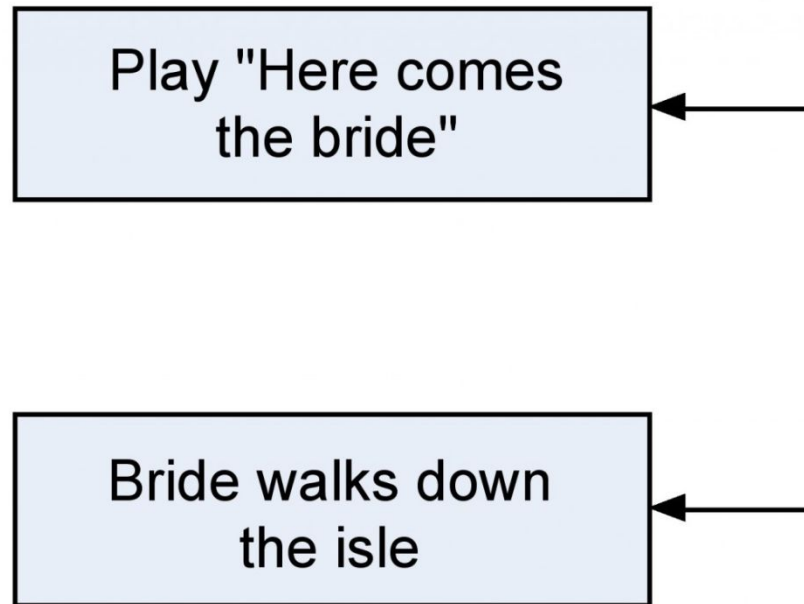 Play "Here comes
the bride"
Bride walks down
the isle